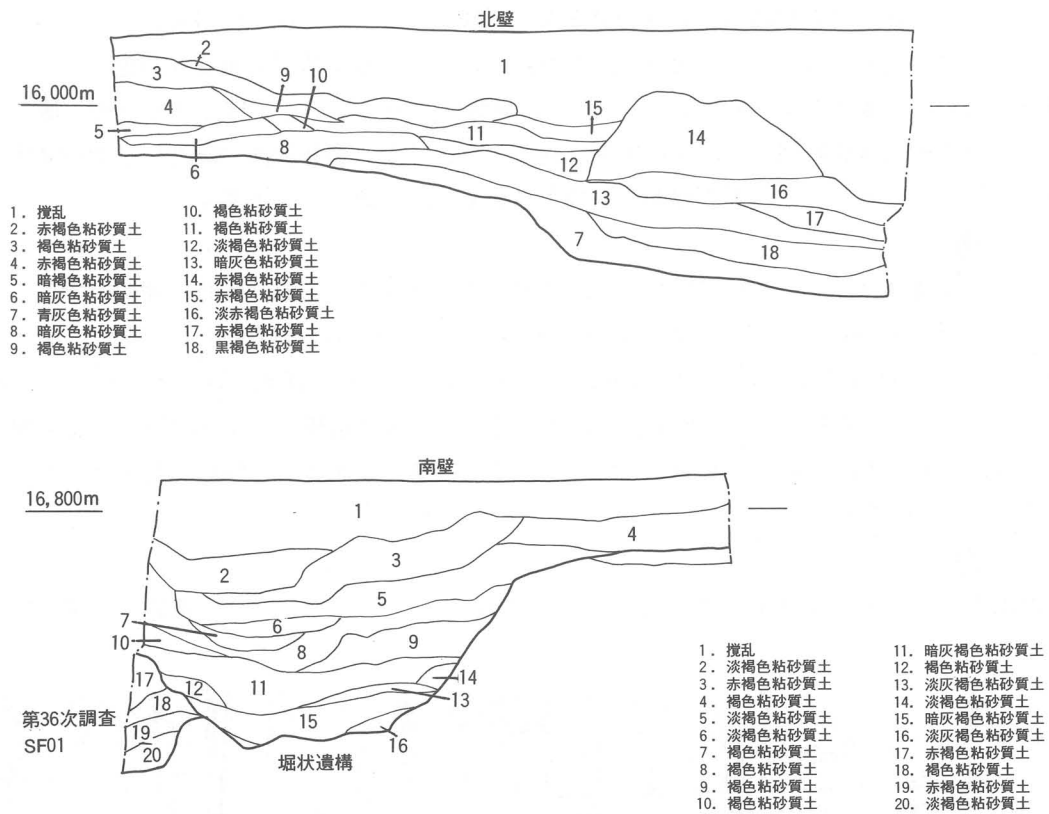 北壁
2
3
1
9
10
16,000m
4
15
11
14
5
8
12
6
16
13
17
7
18
1. 撹乱
2. 赤褐色粘砂質土
3. 褐色粘砂質土
4. 赤褐色粘砂質土
5. 暗褐色粘砂質土
6. 暗灰色粘砂質土
7. 青灰色粘砂質土
8. 暗灰色粘砂質土
9. 褐色粘砂質土
10. 褐色粘砂質土
11. 褐色粘砂質土
12. 淡褐色粘砂質土
13. 暗灰色粘砂質土
14. 赤褐色粘砂質土
15. 赤褐色粘砂質土
16. 淡赤褐色粘砂質土
17. 赤褐色粘砂質土
18. 黒褐色粘砂質土
南壁
16,800m
1
4
3
2
5
7
6
10
9
8
17
14
12
11
13
18
15
第36次調査
SF01
19
16
20
堀状遺構
1. 撹乱
2. 淡褐色粘砂質土
3. 赤褐色粘砂質土
4. 褐色粘砂質土
5. 淡褐色粘砂質土
6. 淡褐色粘砂質土
7. 褐色粘砂質土
8. 褐色粘砂質土
9. 褐色粘砂質土
10. 褐色粘砂質土
11. 暗灰褐色粘砂質土
12. 褐色粘砂質土
13. 淡灰褐色粘砂質土
14. 淡褐色粘砂質土
15. 暗灰褐色粘砂質土
16. 淡灰褐色粘砂質土
17. 赤褐色粘砂質土
18. 褐色粘砂質土
19. 赤褐色粘砂質土
20. 淡褐色粘砂質土